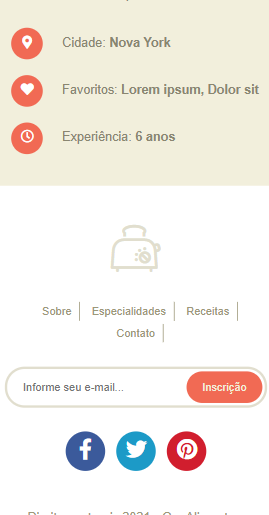 Cidade: Nova York
Favoritos: Lorem ipsum, Dolor sit
Experiência: 6 anos
Sobre
Especialidades
Receitas
Contato
Informe seu e-mail...
Inscrição